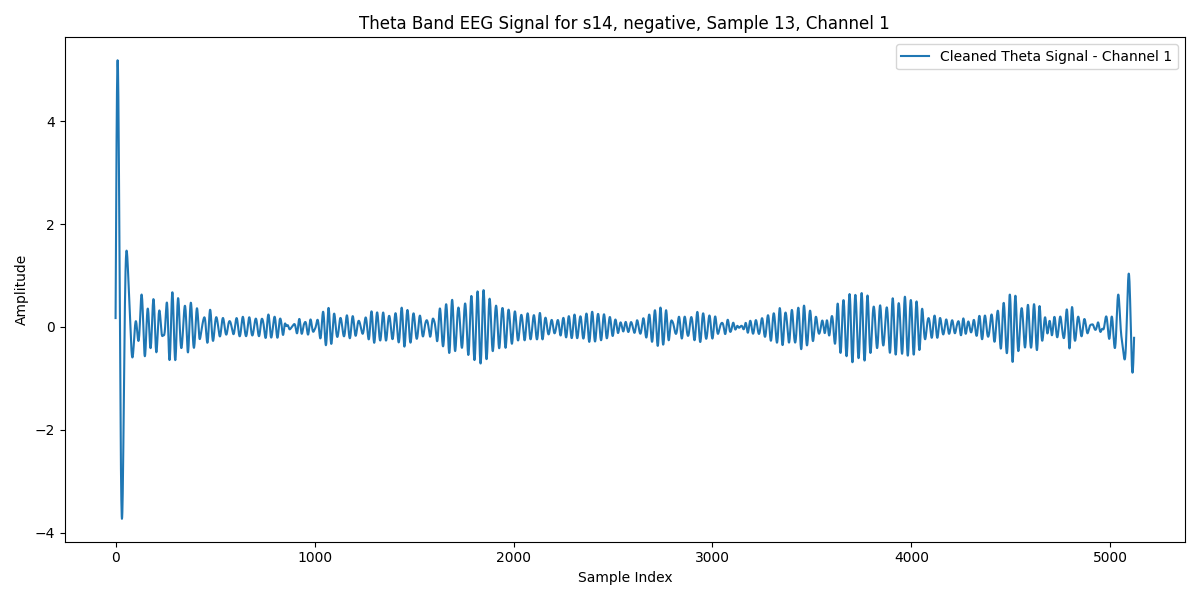 Theta Band EEG Signal for s14, negative, Sample 13, Channel 1
Cleaned Theta Signal - Channel 1
Amplitude
4
2
0
−2
−4
0 1000 2000 3000 4000 5000
Sample Index